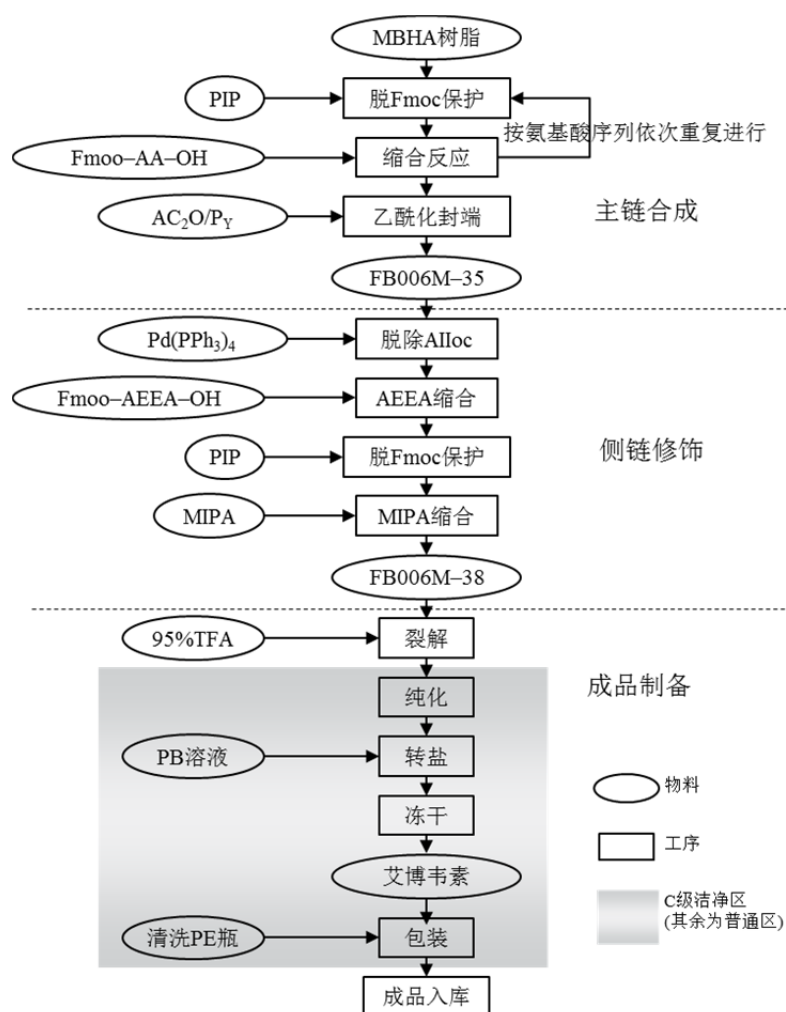 MBHA树脂
PIP
脱Fmoc保护
按氨基酸序列依次重复进行
Fmoo–AA–OH
缩合反应
AC₂O/Pʏ
乙酰化封端
主链合成
FB006M–35
Pd(PPh₃)₄
脱除AIIoc
Fmoo–AEEA–OH
AEEA缩合
PIP
脱Fmoc保护
侧链修饰
MIPA
MIPA缩合
FB006M–38
95%TFA
裂解
成品制备
纯化
PB溶液
转盐
物料
冻干
工序
艾博韦素
C级洁净区
(其余为普通区)
清洗PE瓶
包装
成品入库